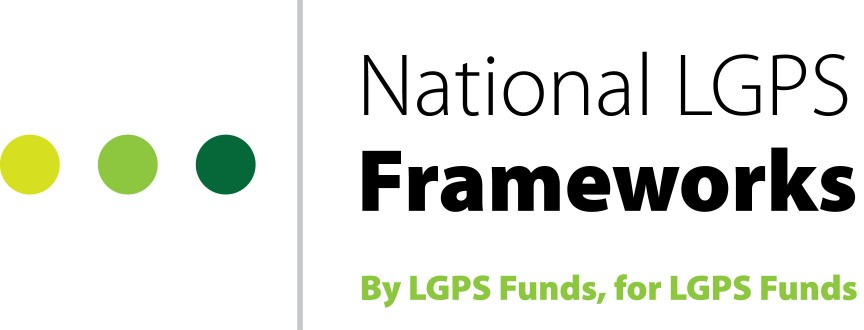 National LGPS
Frameworks
By LGPS Funds, for LGPS Funds